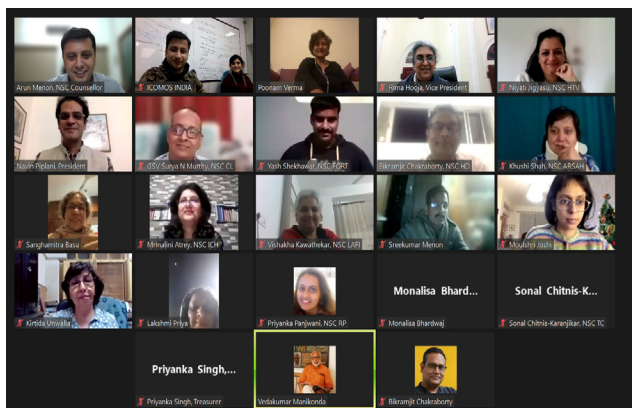 Arun Menon, NSC Counsellor
ICOMOS INDIA
Poonam Verma
Rima Hooja, Vice President
Niyati Jigyasu, NSC HTV
Navin Piplani, President
GSV Surya N Murthy, NSC CL
Yash Shekhawat, NSC FORT
Bikramjit Chakraborty, NSC HD
Khushi Shah, NSC ARSAH
Sanghamitra Basu
Mrinalini Atrey, NSC ICH
Vishakha Kawathekar, NSC LAFI
Sreekumar Menon
Moulshri Joshi
Kirtida Unwalla
Lakshmi Priya
Priyanka Panjwani, NSC RP
Monalisa Bhard...
Monalisa Bhardwaj
Sonal Chitnis-K...
Sonal Chitnis-Karanjikar, NSC TC
Priyanka Singh,...
Priyanka Singh, Treasurer
Vedakumar Manikonda
Bikramjit Chakraborty